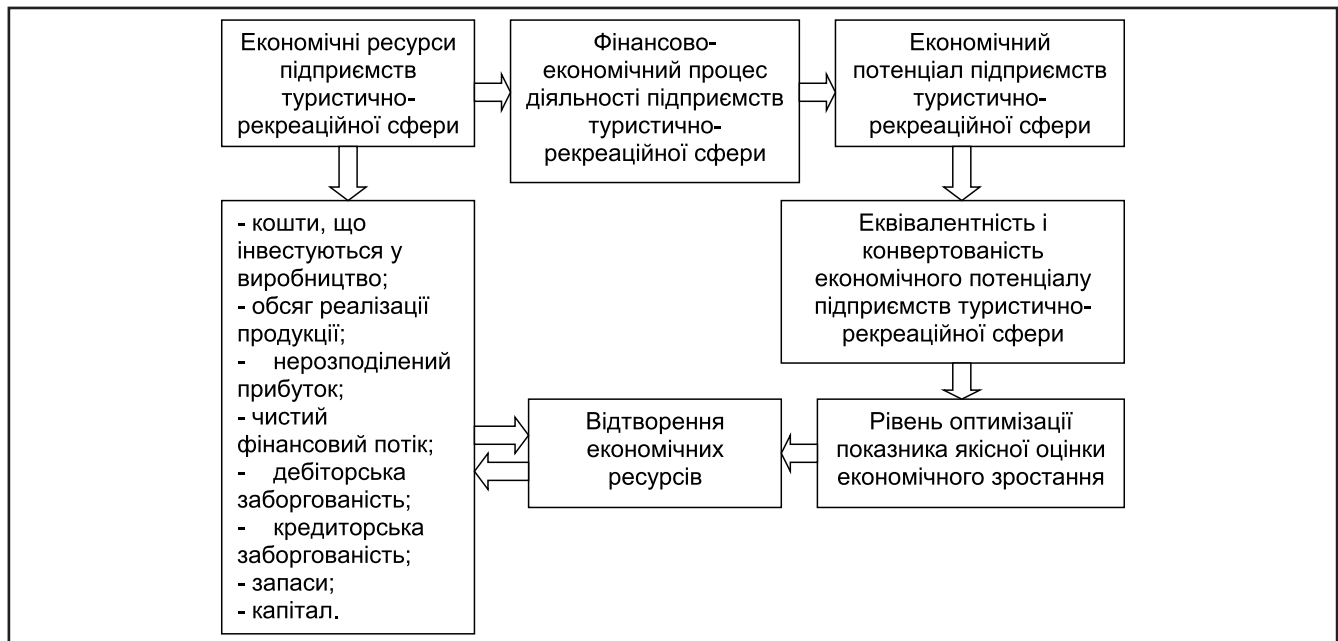 Економічні ресурси
підприємств
туристично-
рекреаційної сфери
Фінансово-
економічний процес
діяльності підприємств
туристично-
рекреаційної сфери
Економічний
потенціал підприємств
туристично-
рекреаційної сфери
- кошти, що
інвестуються у
виробництво;
- обсяг реалізації
продукції;
- нерозподілений
прибуток;
- чистий
фінансовий потік;
- дебіторська
заборгованість;
- кредиторська
заборгованість;
- запаси;
- капітал.
Еквівалентність і
конвертованість
економічного потенціалу
підприємств туристично-
рекреаційної сфери
Відтворення
економічних
ресурсів
Рівень оптимізації
показника якісної оцінки
економічного зростання